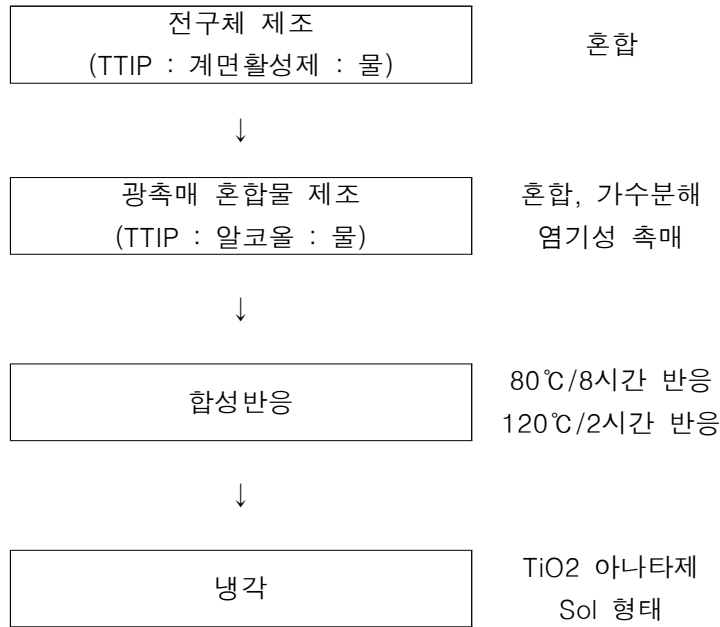 전구체 제조
(TTIP : 계면활성제 : 물)
혼합
↓
광촉매 혼합물 제조
(TTIP : 알코올 : 물)
혼합, 가수분해
염기성 촉매
↓
합성반응
80℃/8시간 반응
120℃/2시간 반응
↓
냉각
TiO2 아나타제
Sol 형태